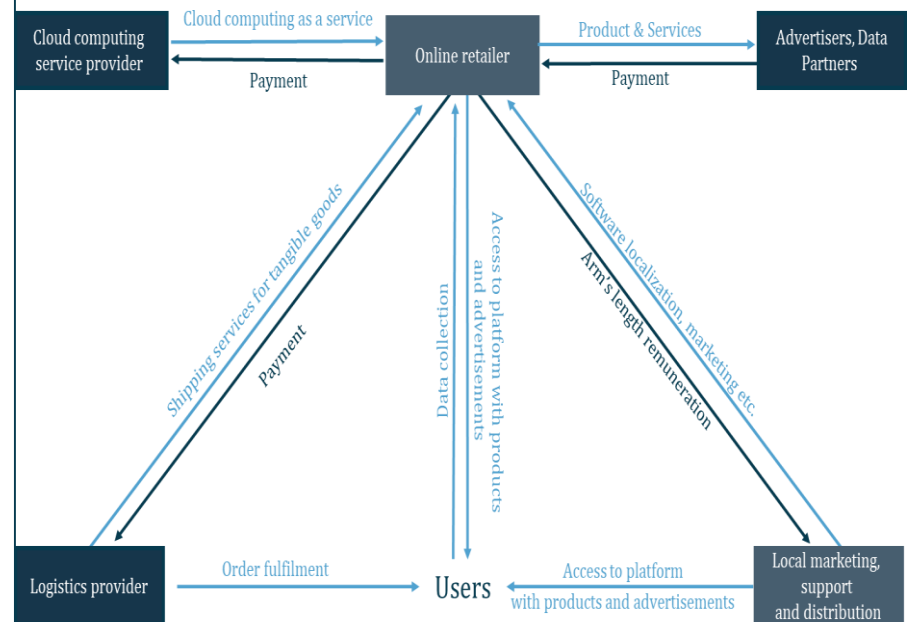 Cloud computing as a service
Cloud computing
service provider
Payment
Online retailer
Product & Services
Payment
Advertisers, Data
Partners
Shipping services for tangible goods
Payment
Data collection
Access to platform with products
and advertisements
Software localization, marketing etc.
Arm's length remuneration
Logistics provider
Order fulfilment
Users
Access to platform
with products and advertisements
Local marketing,
support
and distribution